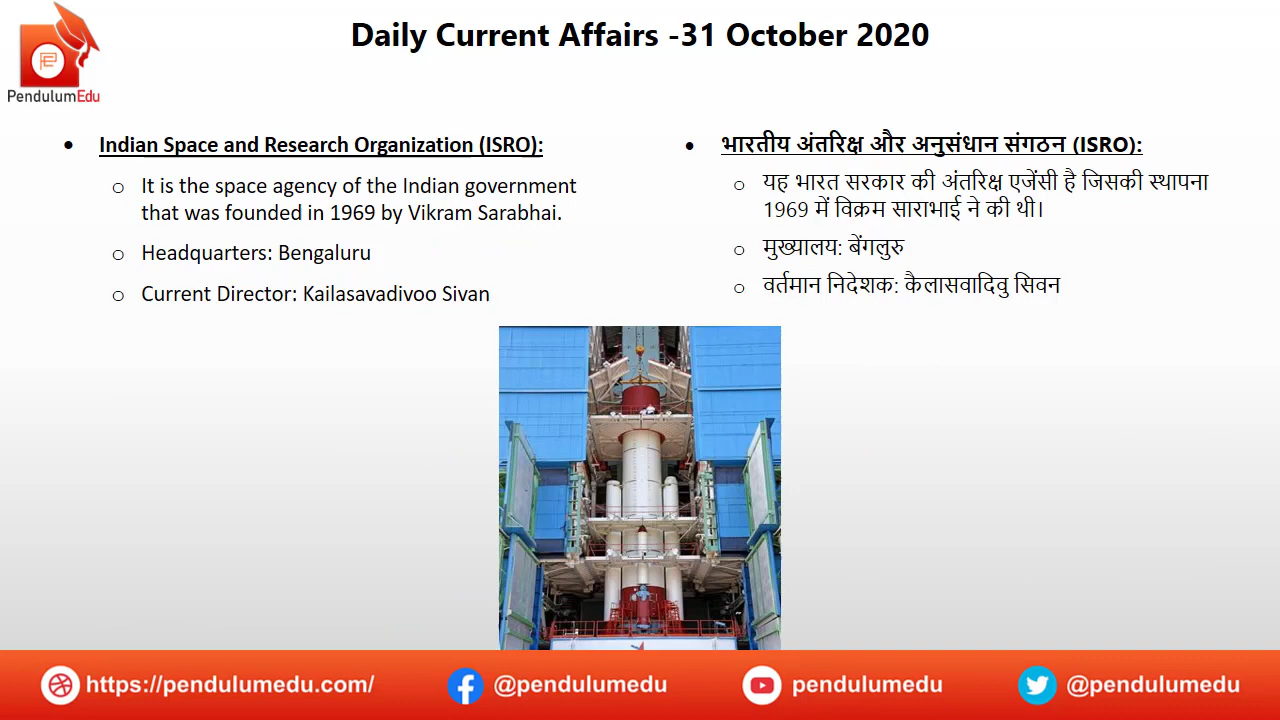 Daily Current Affairs -31 October 2020
PendulumEdu
• Indian Space and Research Organization (ISRO):
o It is the space agency of the Indian government
that was founded in 1969 by Vikram Sarabhai.
o Headquarters: Bengaluru
o Current Director: Kailasavadivoo Sivan
• भारतीय अंतरिक्ष और अनुसंधान संगठन (ISRO):
o यह भारत सरकार की अंतरिक्ष एजेंसी है जिसकी स्थापना
1969 में विक्रम साराभाई ने की थी।
o मुख्यालय: बेंगलुरु
o वर्तमान निदेशक: कैलासवादिवु सिवन
https://pendulumedu.com/
@pendulumedu
pendulumedu
@pendulumedu